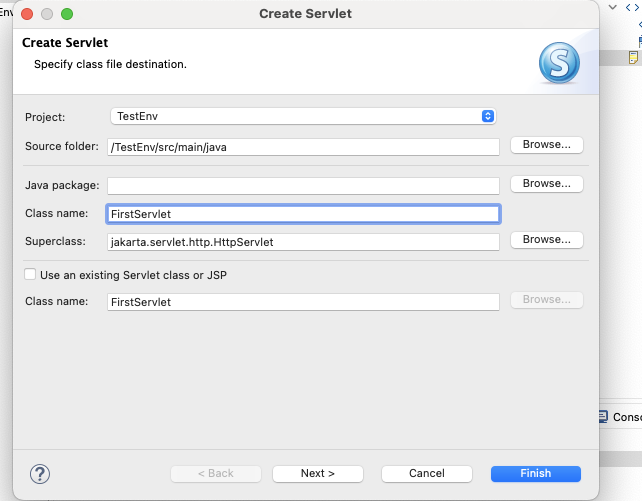 Env
Create Servlet
Create Servlet
Specify class file destination.
S
Project: TestEnv
Source folder: /TestEnv/src/main/java Browse...
Java package: Browse...
Class name: FirstServlet
Superclass: jakarta.servlet.http.HttpServlet Browse...
Use an existing Servlet class or JSP
Class name: FirstServlet Browse...
Conso
? < Back Next > Cancel Finish